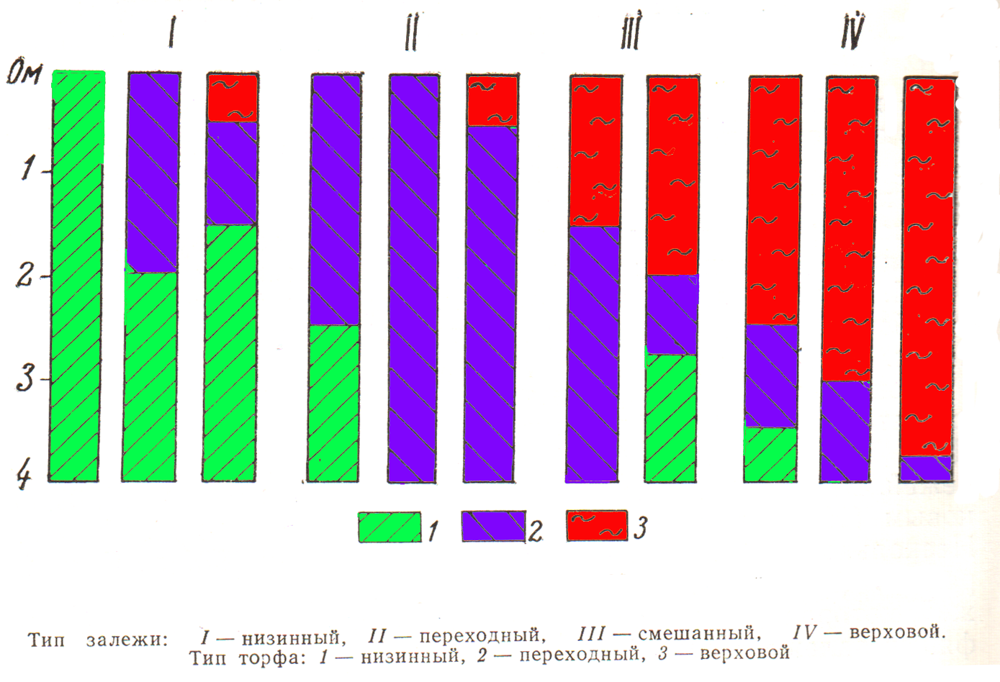 I II III IV
0м
1
2
3
4
1 2 3
Тип залежи: I — низинный, II — переходный, III — смешанный, IV — верховой.
Тип торфа: 1 — низинный, 2 — переходный, 3 — верховой